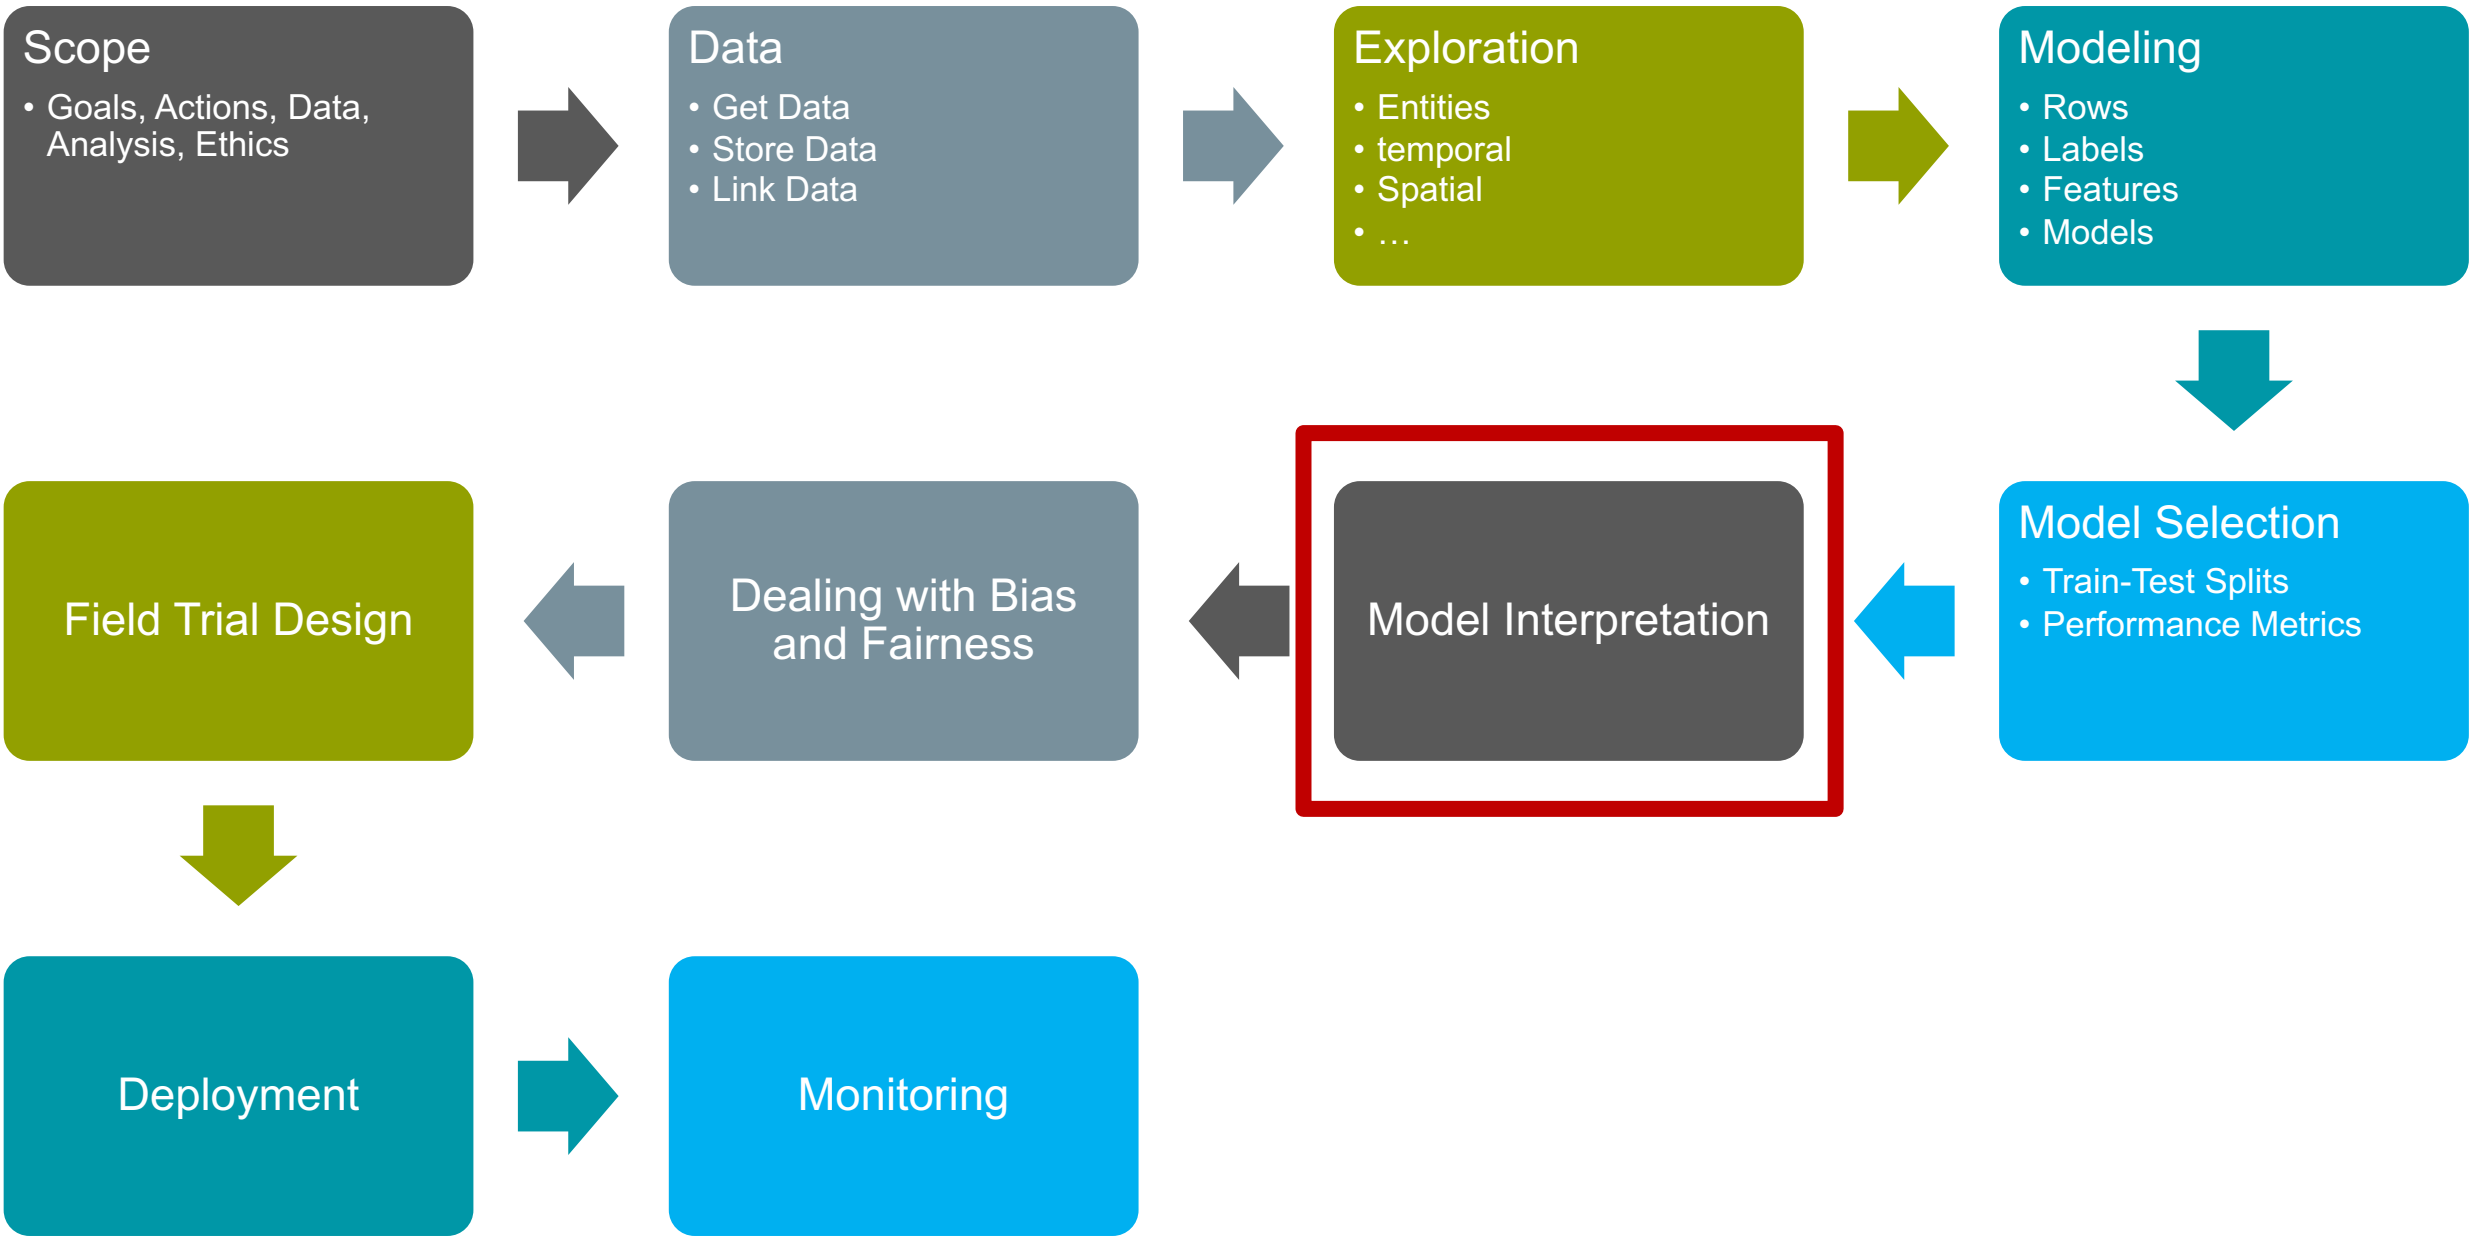 Scope
• Goals, Actions, Data,
Analysis, Ethics
Data
• Get Data
• Store Data
• Link Data
Exploration
• Entities
• temporal
• Spatial
• …
Modeling
• Rows
• Labels
• Features
• Models
Model Selection
• Train-Test Splits
• Performance Metrics
Model Interpretation
Dealing with Bias
and Fairness
Field Trial Design
Deployment
Monitoring